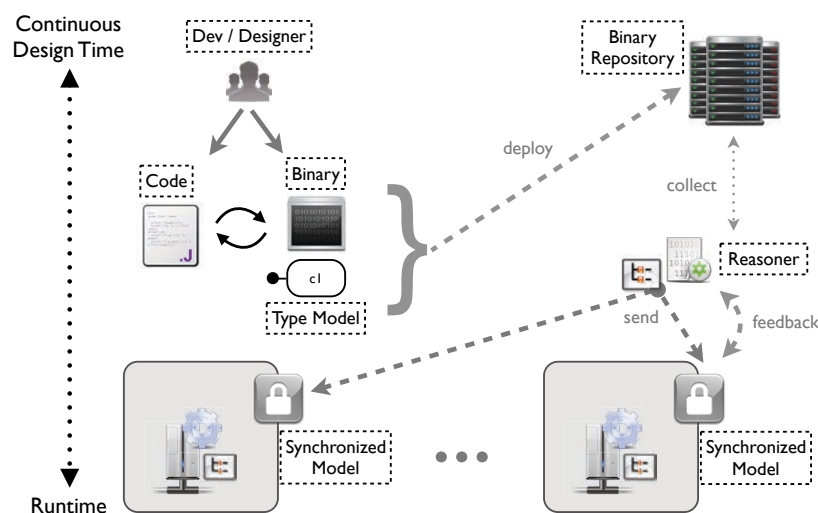 Continuous
Design Time
Dev / Designer
Binary
Repository
deploy
Code
Binary
collect
.J
c1
Reasoner
Type Model
send
feedback
Synchronized
Model
Synchronized
Model
Runtime